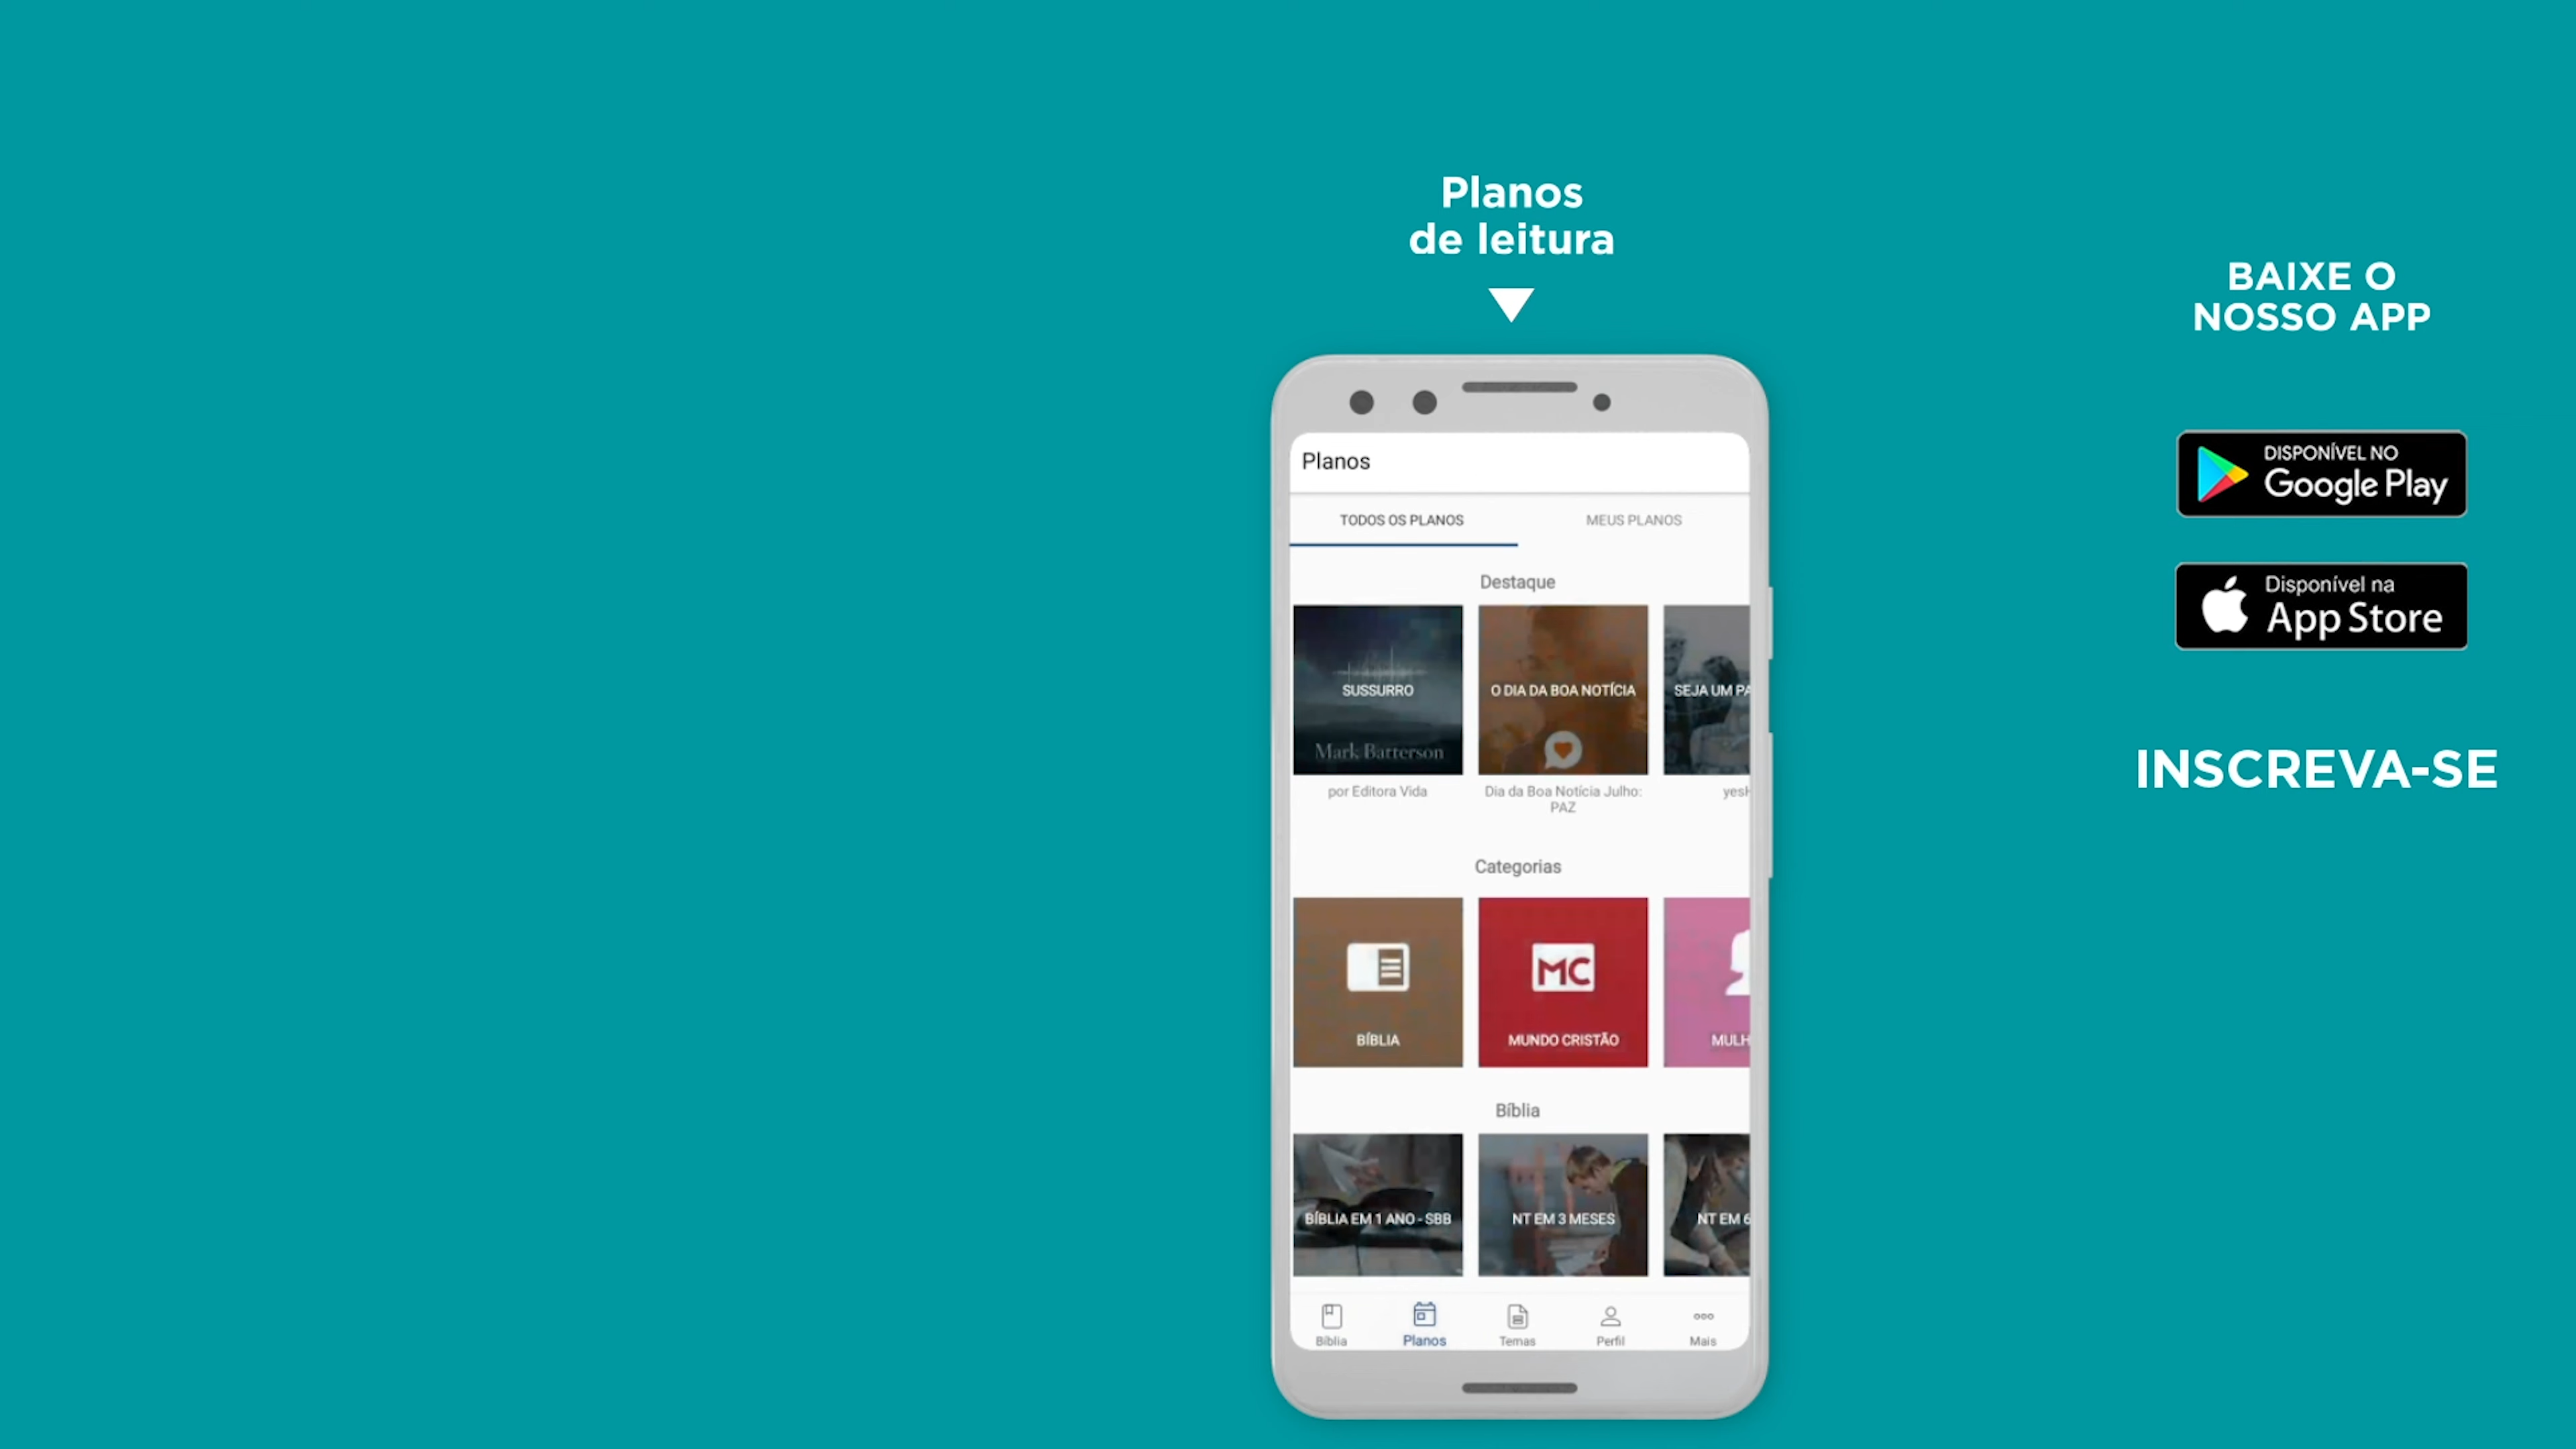 Planos
de leitura
Planos
TODOS OS PLANOS
MEUS PLANOS
Destaque
SUSSURRO
Mark Batterson
O DIA DA BOA NOTÍCIA
SEJA UM PA
por Editora Vida
Dia da Boa Notícia Julho:
PAZ
yesH
Categorias
BÍBLIA
MC
MUNDO CRISTÃO
MULH
Bíblia
BÍBLIA EM 1 ANO - SBB
NT EM 3 MESES
NT EM 6
Bíblia
Planos
Temas
Perfil
Mais
BAIXE O
NOSSO APP
DISPONÍVEL NO
Google Play
Disponível na
App Store
INSCREVA-SE